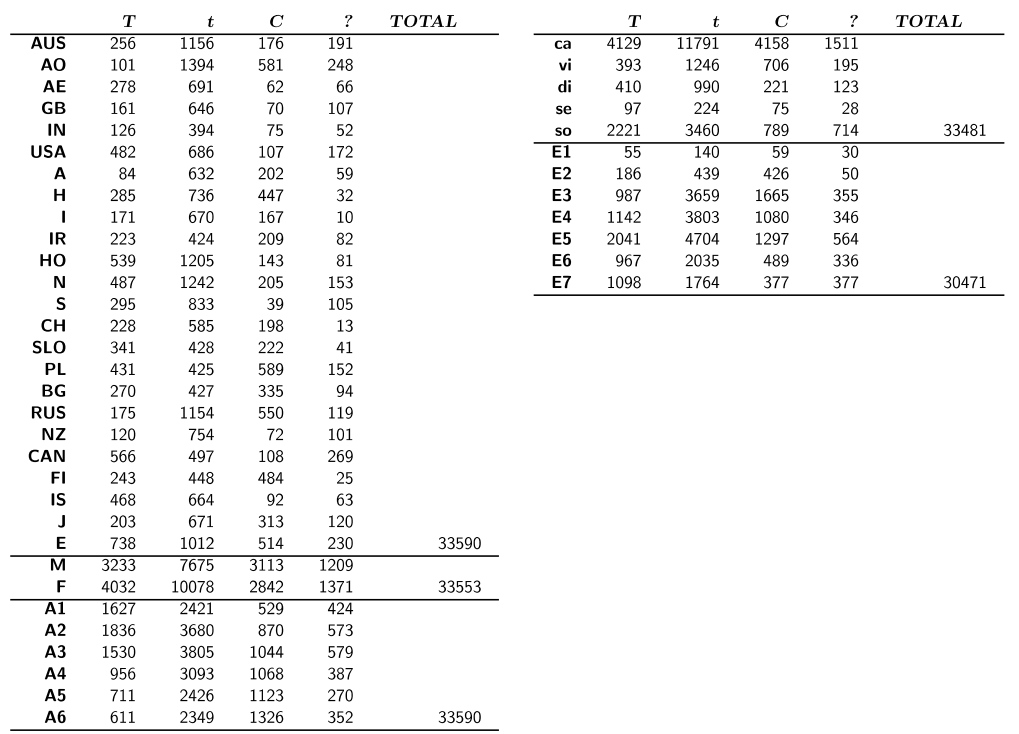 T t C ? TOTAL
AUS 256 1156 176 191
AO 101 1394 581 248
AE 278 691 62 66
GB 161 646 70 107
IN 126 394 75 52
USA 482 686 107 172
A 84 632 202 59
H 285 736 447 32
I 171 670 167 10
IR 223 424 209 82
HO 539 1205 143 81
N 487 1242 205 153
S 295 833 39 105
CH 228 585 198 13
SLO 341 428 222 41
PL 431 425 589 152
BG 270 427 335 94
RUS 175 1154 550 119
NZ 120 754 72 101
CAN 566 497 108 269
FI 243 448 484 25
IS 468 664 92 63
J 203 671 313 120
E 738 1012 514 230 33590
M 3233 7675 3113 1209
F 4032 10078 2842 1371 33553
A1 1627 2421 529 424
A2 1836 3680 870 573
A3 1530 3805 1044 579
A4 956 3093 1068 387
A5 711 2426 1123 270
A6 611 2349 1326 352 33590
T t C ? TOTAL
ca 4129 11791 4158 1511
vi 393 1246 706 195
di 410 990 221 123
se 97 224 75 28
so 2221 3460 789 714 33481
E1 55 140 59 30
E2 186 439 426 50
E3 987 3659 1665 355
E4 1142 3803 1080 346
E5 2041 4704 1297 564
E6 967 2035 489 336
E7 1098 1764 377 377 30471